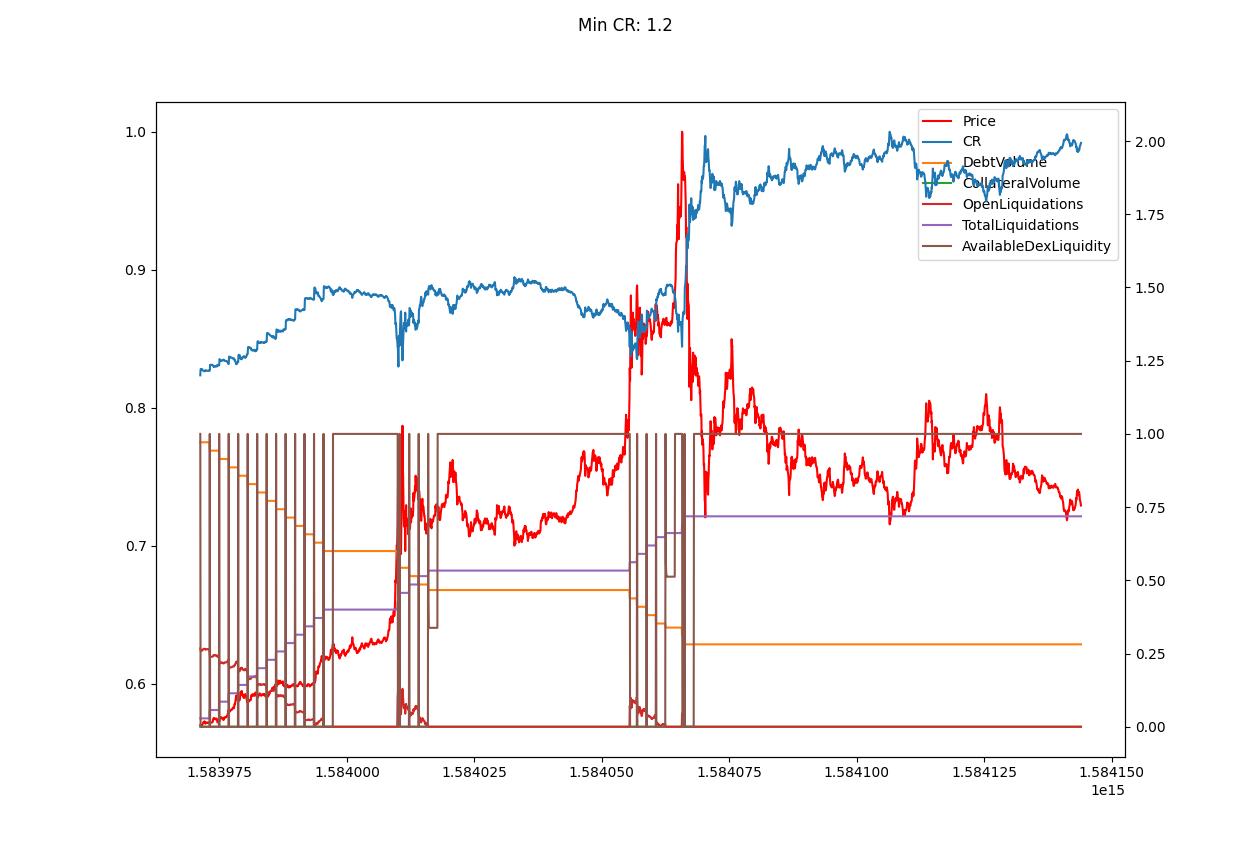 Min CR: 1.2
1.0
0.9
0.8
0.7
0.6
Price
CR
DebtVolume
CollateralVolume
OpenLiquidations
TotalLiquidations
AvailableDexLiquidity
2.00
1.75
1.50
1.25
1.00
0.75
0.50
0.25
0.00
1.583975 1.584000 1.584025 1.584050 1.584075 1.584100 1.584125 1.584150
1e15